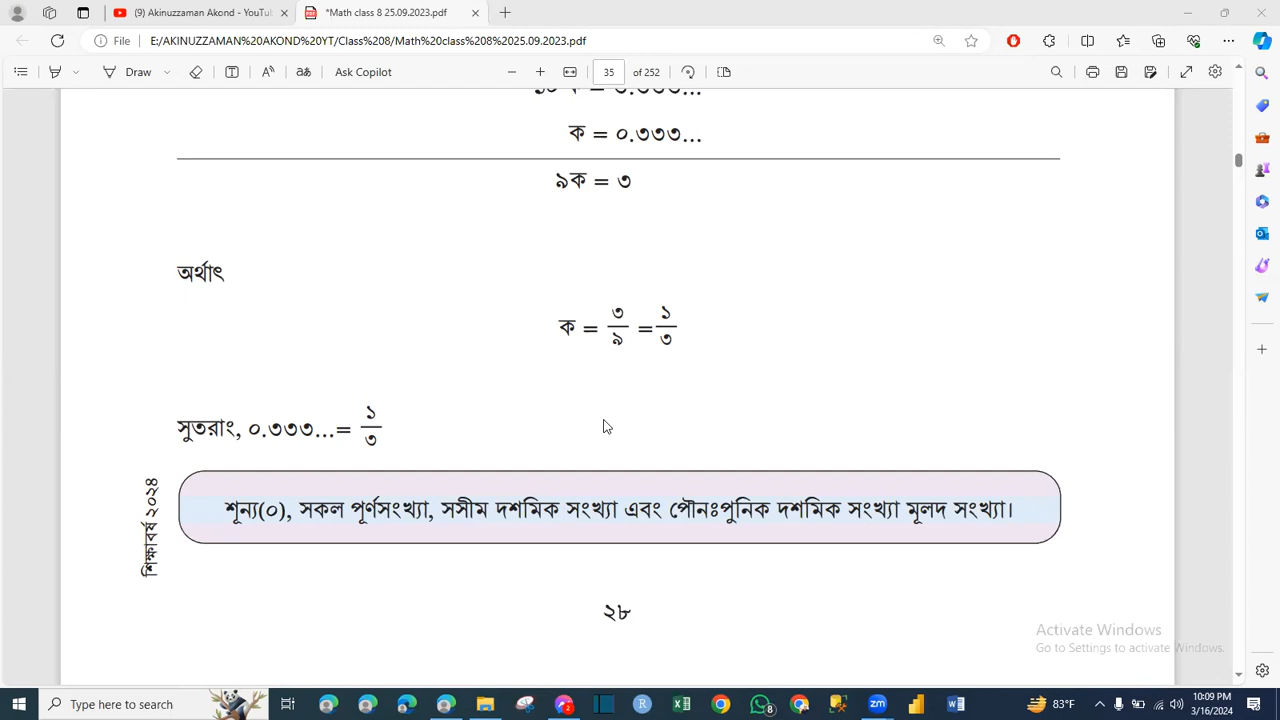 (9) Akinuzzaman Akond - YouTu
*Math class 8 25.09.2023.pdf
File
E:/AKINUZZAMAN%20AKOND%20YT/Class%208/Math%20class%208%2025.09.2023.pdf
Draw
Ask Copilot
35
of 252
ক = ০.৩৩৩...
৯ক = ৩
অর্থাৎ
ক = ৩/৯ = ১/৩
সুতরাং, ০.৩৩৩...= ১/৩
শূন্য(০), সকল পূর্ণসংখ্যা, সসীম দশমিক সংখ্যা এবং পৌনঃপুনিক দশমিক সংখ্যা মূলদ সংখ্যা।
শিক্ষাবর্ষ ২০২৪
২৮
Activate Windows
Go to Settings to activate Windows.
Type here to search
83°F
10:09 PM
3/16/2024